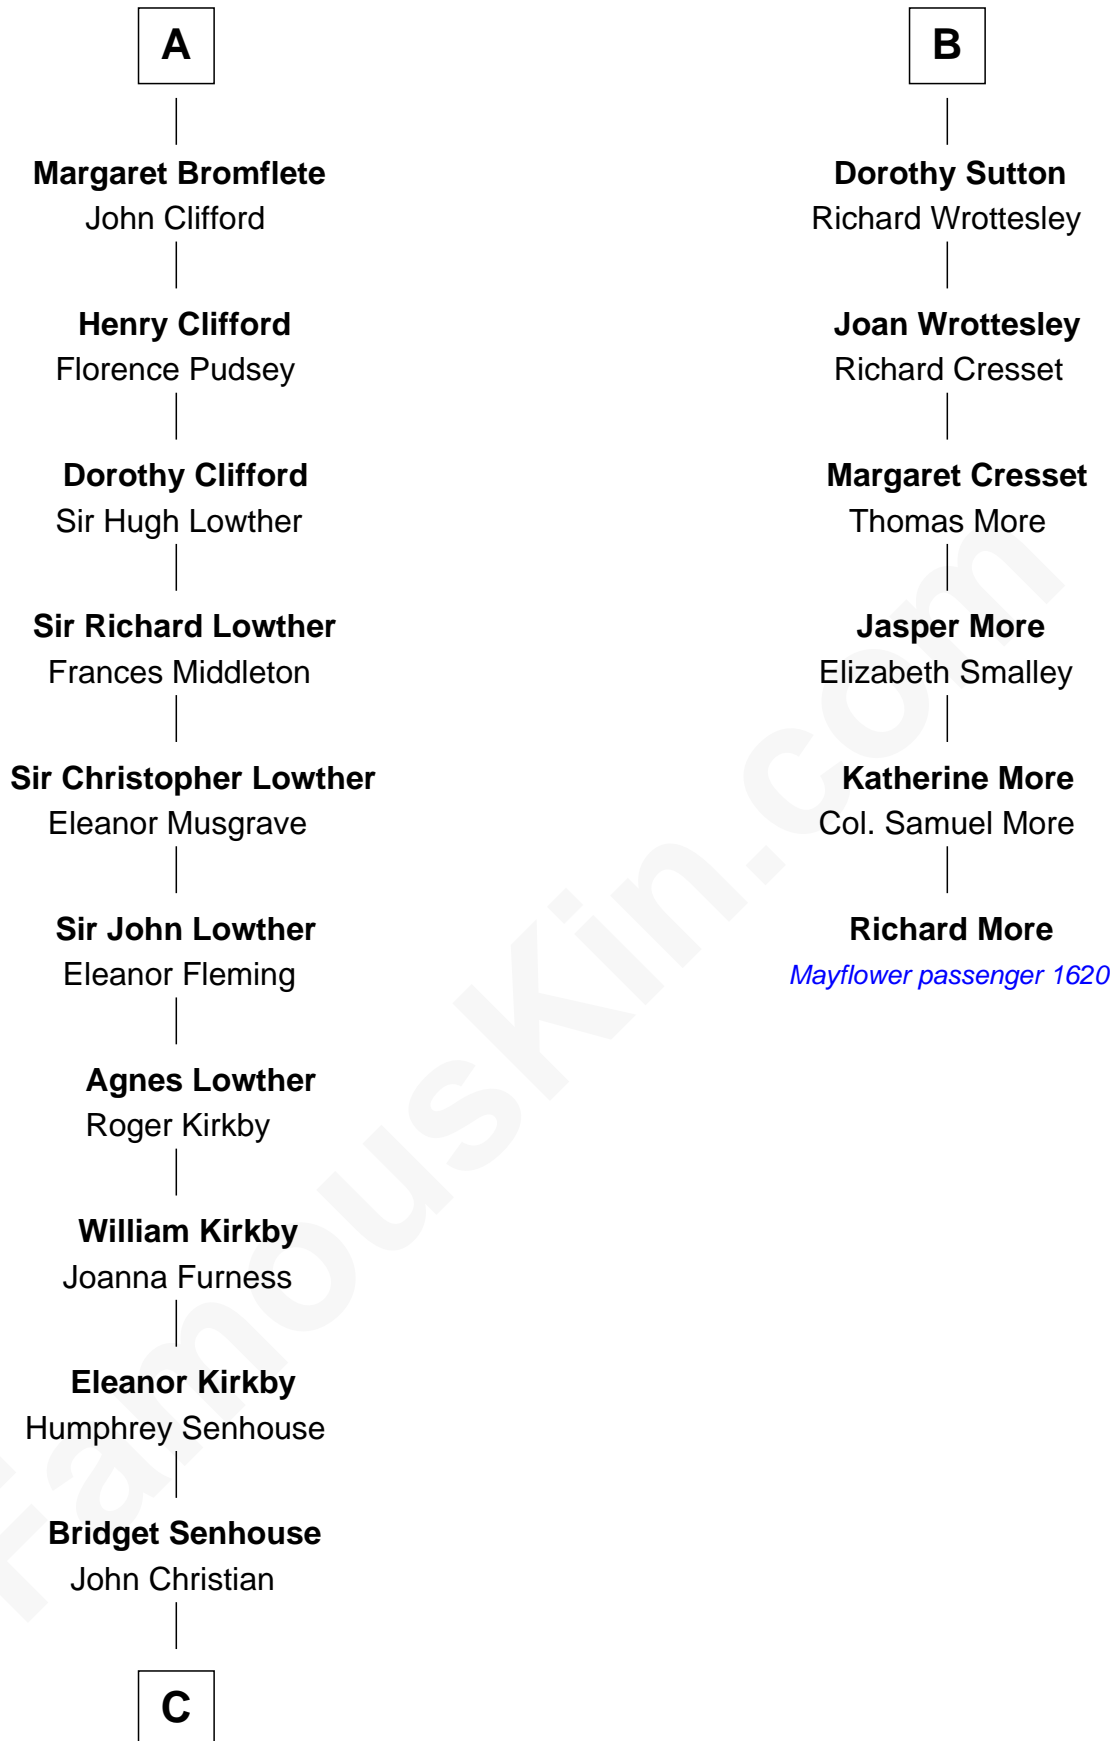 A
Margaret Bromflete
John Clifford
Henry Clifford
Florence Pudsey
Dorothy Clifford
Sir Hugh Lowther
Sir Richard Lowther
Frances Middleton
Sir Christopher Lowther
Eleanor Musgrave
Sir John Lowther
Eleanor Fleming
Agnes Lowther
Roger Kirkby
William Kirkby
Joanna Furness
Eleanor Kirkby
Humphrey Senhouse
Bridget Senhouse
John Christian
C
B
Dorothy Sutton
Richard Wrottesley
Joan Wrottesley
Richard Cresset
Margaret Cresset
Thomas More
Jasper More
Elizabeth Smalley
Katherine More
Col. Samuel More
Richard More
Mayflower passenger 1620
FamousKin.com